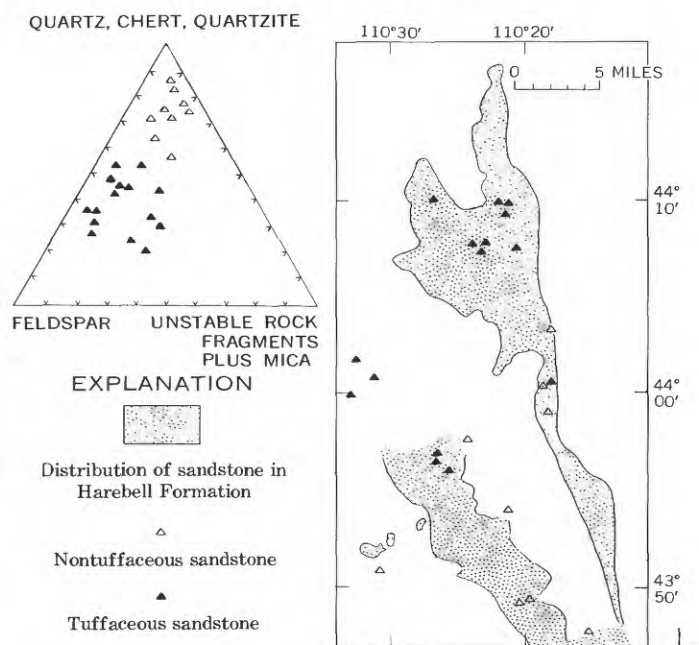 QUARTZ, CHERT, QUARTZITE
FELDSPAR
UNSTABLE ROCK
FRAGMENTS
PLUS MICA
EXPLANATION
Distribution of sandstone in
Harebell Formation
Nontuffaceous sandstone
Tuffaceous sandstone
110°30' 110°20'
0 5 MILES
44°
10'
44°
00'
43°
50'